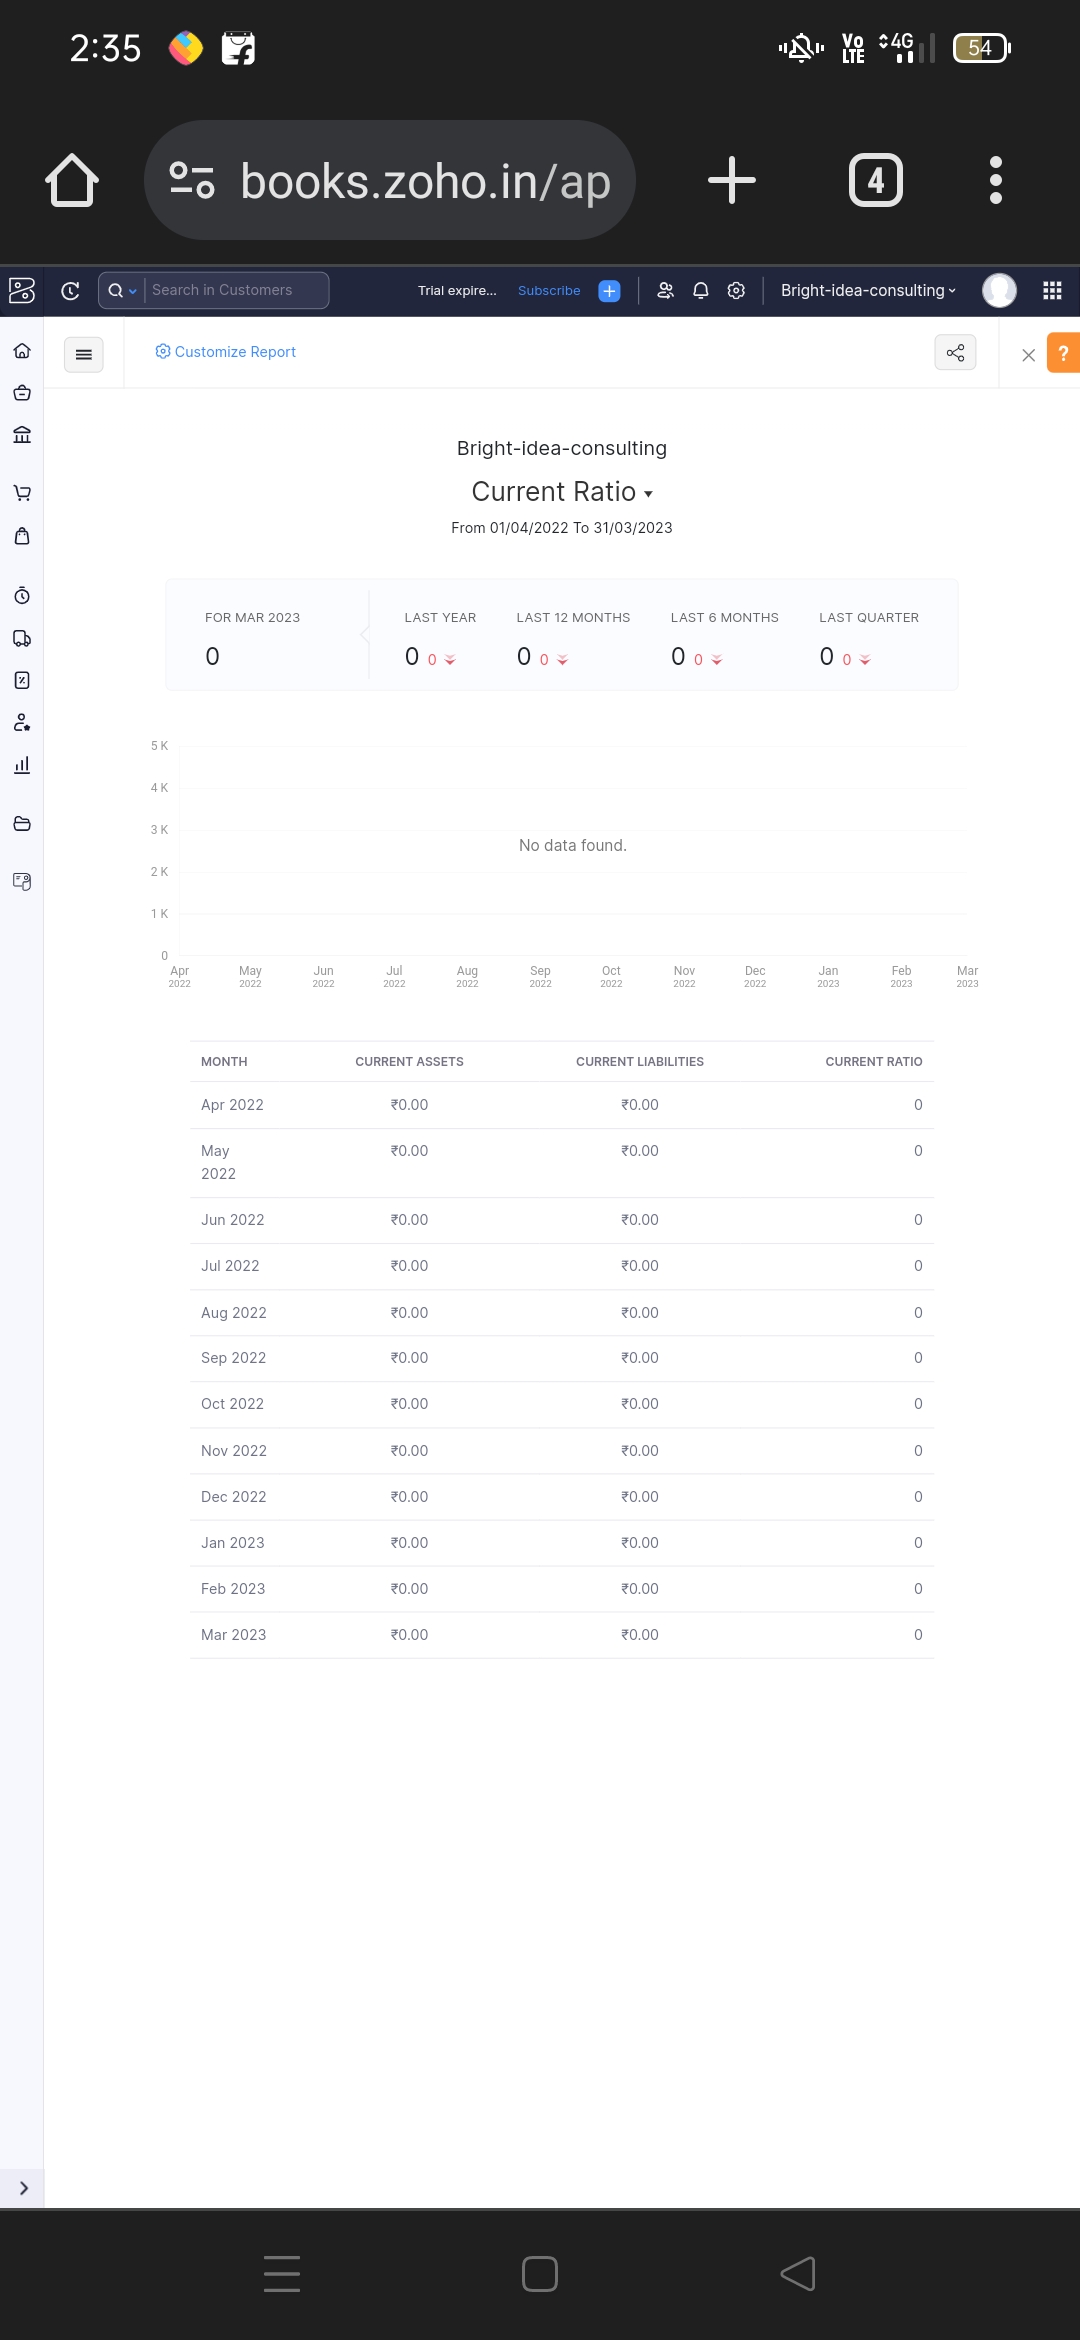 2:35
Vo
LTE
4G
54
books.zoho.in/ap
4
Search in Customers
Trial expire...
Subscribe
Bright-idea-consulting
Customize Report
?
Bright-idea-consulting
Current Ratio
From 01/04/2022 To 31/03/2023
FOR MAR 2023
LAST YEAR
LAST 12 MONTHS
LAST 6 MONTHS
LAST QUARTER
0
0 0
0 0
0 0
0 0
5 K
4 K
3 K
No data found.
2 K
1 K
0
Apr May Jun Jul Aug Sep Oct Nov Dec Jan Feb Mar
2022 2022 2022 2022 2022 2022 2022 2022 2022 2023 2023 2023
MONTH CURRENT ASSETS CURRENT LIABILITIES CURRENT RATIO
Apr 2022 ₹0.00 ₹0.00 0
May ₹0.00 ₹0.00 0
2022
Jun 2022 ₹0.00 ₹0.00 0
Jul 2022 ₹0.00 ₹0.00 0
Aug 2022 ₹0.00 ₹0.00 0
Sep 2022 ₹0.00 ₹0.00 0
Oct 2022 ₹0.00 ₹0.00 0
Nov 2022 ₹0.00 ₹0.00 0
Dec 2022 ₹0.00 ₹0.00 0
Jan 2023 ₹0.00 ₹0.00 0
Feb 2023 ₹0.00 ₹0.00 0
Mar 2023 ₹0.00 ₹0.00 0